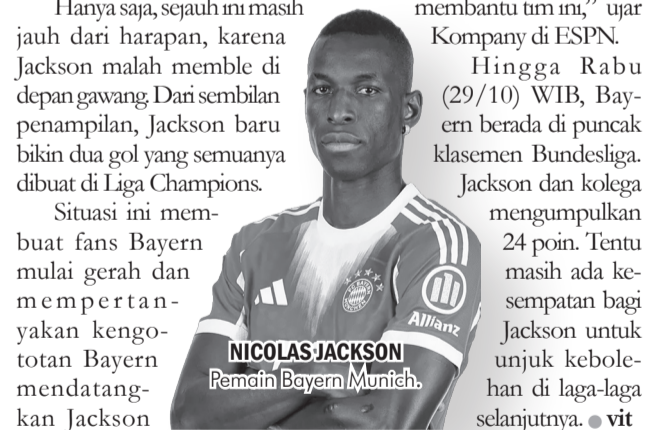 Hanya saja, sejauh ini masih
jauh dari harapan, karena
Jackson malah memble di
depan gawang. Dari sembilan
penampilan, Jackson baru
bikin dua gol yang semuanya
dibuat di Liga Champions.
Situasi ini mem-
buat fans Bayern
mulai gerah dan
mempertan-
yakan kengo-
totan Bayern
mendatang-
kan Jackson
membantu tim ini,” ujar
Kompany di ESPN.
Hingga Rabu
(29/10) WIB, Bay-
ern berada di puncak
klasemen Bundesliga.
Jackson dan kolega
mengumpulkan
24 poin. Tentu
masih ada ke-
sempatan bagi
Jackson untuk
unjuk kebole-
han di laga-laga
selanjutnya. ● vit
FC BAYERN
MÜNCHEN
Allianz
NICOLAS JACKSON
Pemain Bayern Munich.